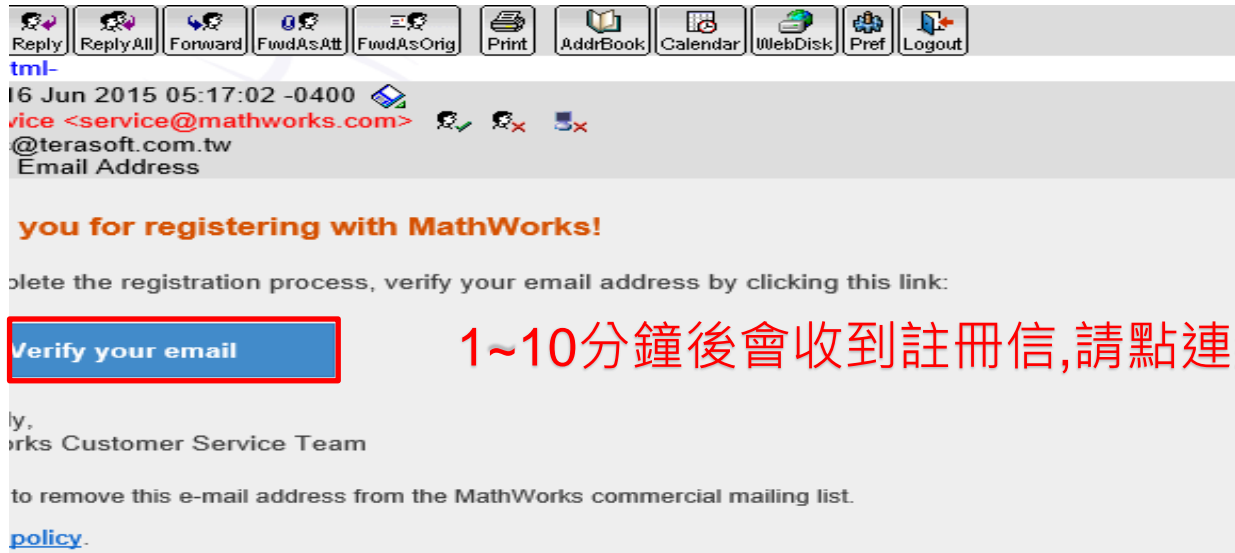 Reply ReplyAll Forward FwdAsAtt FwdAsOrig Print AddrBook Calendar WebDisk Pref Logout
tml-
16 Jun 2015 05:17:02 -0400
vice <service@mathworks.com>
@terasoft.com.tw
Email Address
you for registering with MathWorks!
plete the registration process, verify your email address by clicking this link:
Verify your email
1~10分鐘後會收到註冊信,請點連
ly,
orks Customer Service Team
to remove this e-mail address from the MathWorks commercial mailing list.
policy.